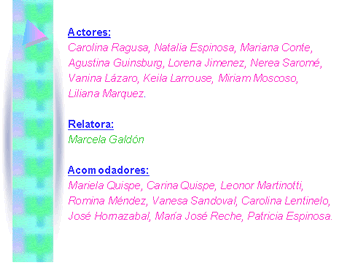 Actores:
Carolina Ragusa, Natalia Espinosa, Mariana Conte,
Agustina Guinsburg, Lorena Jimenez, Nerea Saromé,
Vanina Lázaro, Keila Larrouse, Miriam Moscoso,
Liliana Marquez.
Relatora:
Marcela Galdón
Acomodadores:
Mariela Quispe, Carina Quispe, Leonor Martinotti,
Romina Méndez, Vanesa Sandoval, Carolina Lentinelo,
José Hornazabal, María José Reche, Patricia Espinosa.